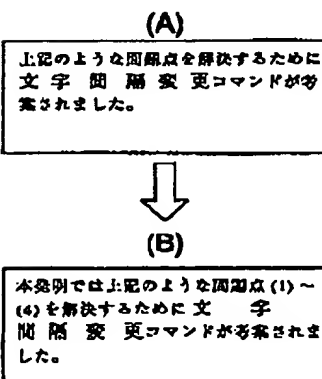 (A)
上記のような問題点を解決するために
文 字 間 隔 変 更コマンドが考
案されました。
(B)
本発明では上記のような問題点(1)~
(4)を解決するために 文 字
間 隔 変 更コマンドが考案されま
した。